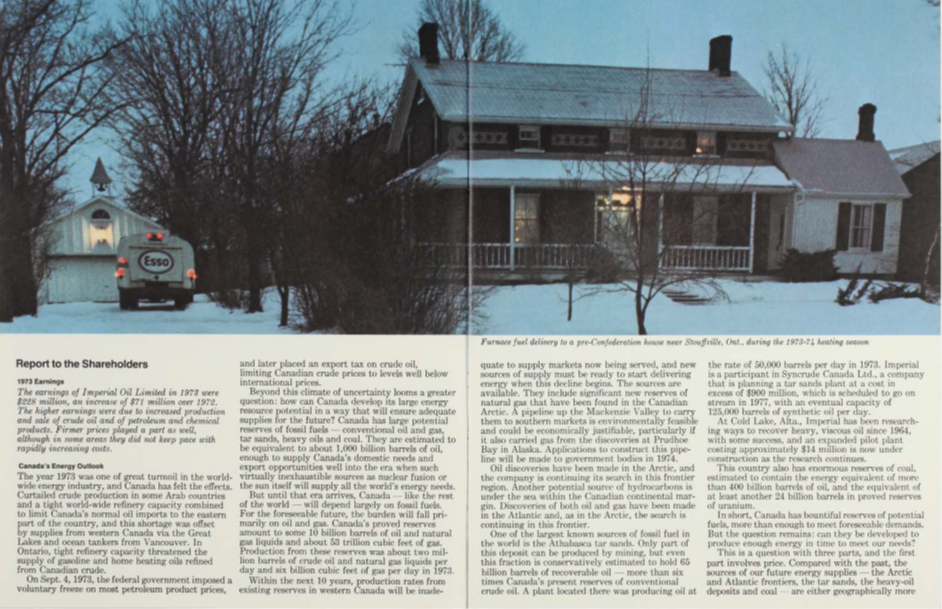 Esso
Furnace fuel delivery to a pre-Confederation house near Stouffville, Ont., during the 1973-74 heating season
Report to the Shareholders
1973 Earnings
The earnings of Imperial Oil Limited in 1973 were
$228 million, an increase of $71 million over 1972.
The higher earnings were due to increased production
and sale of crude oil and of petroleum and chemical
products. Firmer prices played a part as well,
although in some areas they did not keep pace with
rapidly increasing costs.
Canada's Energy Outlook
The year 1973 was one of great turmoil in the world-
wide energy industry, and Canada has felt the effects.
Curtailed crude production in some Arab countries
and a tight world-wide refinery capacity combined
to limit Canada's normal oil imports to the eastern
part of the country, and this shortage was offset
by supplies from western Canada via the Great
Lakes and ocean tankers from Vancouver. In
Ontario, tight refinery capacity threatened the
supply of gasoline and home heating oils refined
from Canadian crude.
On Sept. 4, 1973, the federal government imposed a
voluntary freeze on most petroleum product prices,
and later placed an export tax on crude oil,
limiting Canadian crude prices to levels well below
international prices.
Beyond this climate of uncertainty looms a greater
question: how can Canada develop its large energy
resource potential in a way that will ensure adequate
supplies for the future? Canada has large potential
reserves of fossil fuels — conventional oil and gas,
tar sands, heavy oils and coal. They are estimated to
be equivalent to about 1,000 billion barrels of oil,
enough to supply Canada's domestic needs and
export opportunities well into the era when such
virtually inexhaustible sources as nuclear fusion or
the sun itself will supply all the world's energy needs.
But until that era arrives, Canada — like the rest
of the world — will depend largely on fossil fuels.
For the foreseeable future, the burden will fall pri-
marily on oil and gas. Canada's proved reserves
amount to some 10 billion barrels of oil and natural
gas liquids and about 53 trillion cubic feet of gas.
Production from these reserves was about two mil-
lion barrels of crude oil and natural gas liquids per
day and six billion cubic feet of gas per day in 1973.
Within the next 10 years, production rates from
existing reserves in western Canada will be inade-
quate to supply markets now being served, and new
sources of supply must be ready to start delivering
energy when this decline begins. The sources are
available. They include significant new reserves of
natural gas that have been found in the Canadian
Arctic. A pipeline up the Mackenzie Valley to carry
them to southern markets is environmentally feasible
and could be economically justifiable, particularly if
it also carried gas from the discoveries at Prudhoe
Bay in Alaska. Applications to construct this pipe-
line will be made to government bodies in 1974.
Oil discoveries have been made in the Arctic, and
the company is continuing its search in this frontier
region. Another potential source of hydrocarbons is
under the sea within the Canadian continental mar-
gin. Discoveries of both oil and gas have been made
in the Atlantic and, as in the Arctic, the search is
continuing in this frontier.
One of the largest known sources of fossil fuel in
the world is the Athabasca tar sands. Only part of
this deposit can be produced by mining, but even
this fraction is conservatively estimated to hold 65
billion barrels of recoverable oil — more than six
times Canada's present reserves of conventional
crude oil. A plant located there was producing oil at
the rate of 50,000 barrels per day in 1973. Imperial
is a participant in Syncrude Canada Ltd., a company
that is planning a tar sands plant at a cost in
excess of $900 million, which is scheduled to go on
stream in 1977, with an eventual capacity of
125,000 barrels of synthetic oil per day.
At Cold Lake, Alta., Imperial has been research-
ing ways to recover heavy, viscous oil since 1964,
with some success, and an expanded pilot plant
costing approximately $14 million is now under
construction as the research continues.
This country also has enormous reserves of coal,
estimated to contain the energy equivalent of more
than 400 billion barrels of oil, and the equivalent of
at least another 24 billion barrels in proved reserves
of uranium.
In short, Canada has bountiful reserves of potential
fuels, more than enough to meet foreseeable demands.
But the question remains: can they be developed to
produce enough energy in time to meet our needs?
This is a question with three parts, and the first
part involves price. Compared with the past, the
sources of our future energy supplies — the Arctic
and Atlantic frontiers, the tar sands, the heavy-oil
deposits and coal — are either geographically more